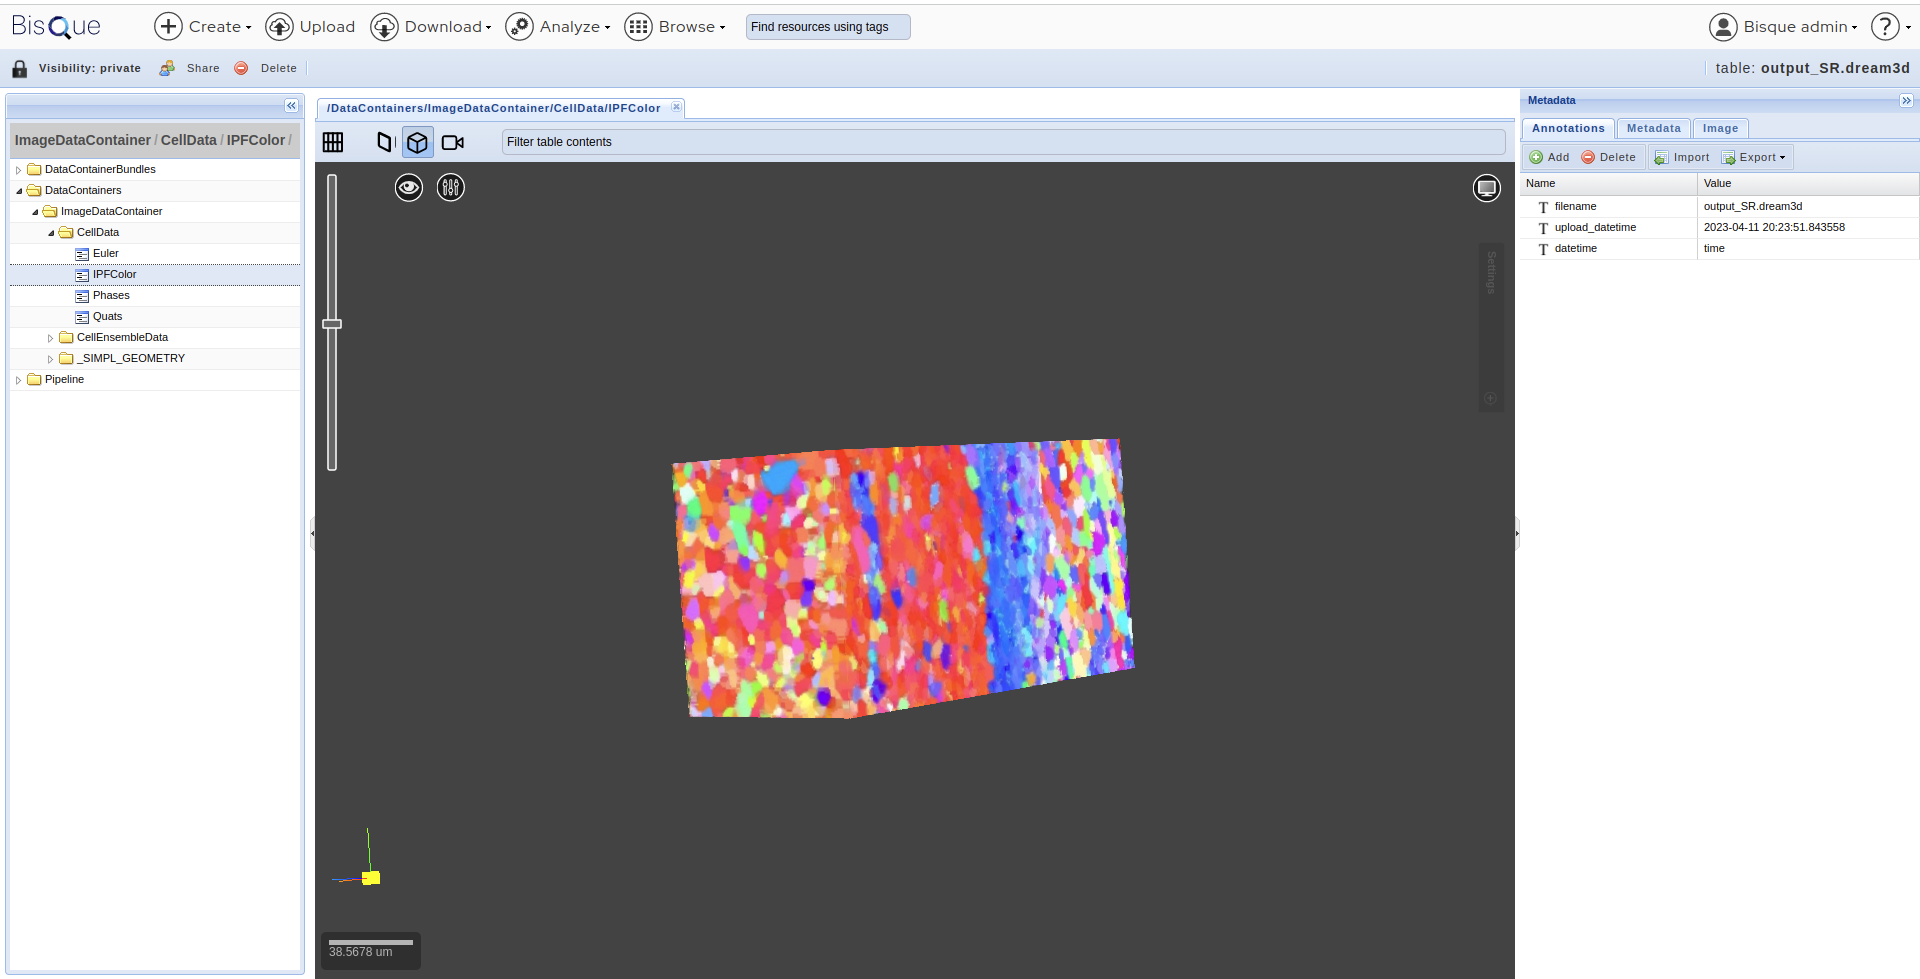 BisQue Create Upload Download Analyze Browse Find resources using tags Bisque admin ?
Visibility: private Share Delete table: output_SR.dream3d
/DataContainers/ImageDataContainer/CellData/IPFColor
ImageDataContainer / CellData / IPFColor /
DataContainerBundles
DataContainers
ImageDataContainer
CellData
Euler
IPFColor
Phases
Quats
CellEnsembleData
_SIMPL_GEOMETRY
Pipeline
Filter table contents
Settings
38.5678 um
Metadata
Annotations Metadata Image
Add Delete Import Export
Name Value
filename output_SR.dream3d
upload_datetime 2023-04-11 20:23:51.843558
datetime time